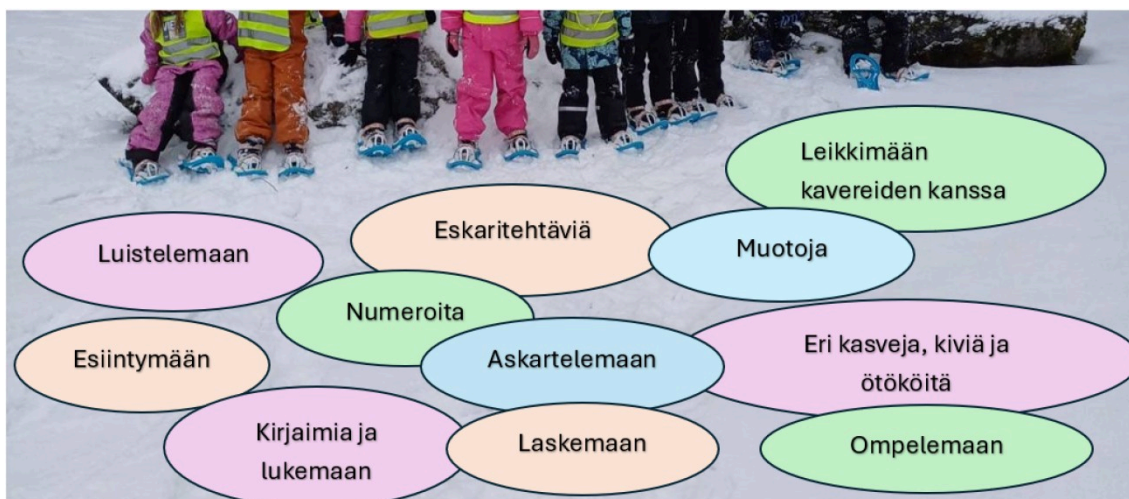 Leikkimään
kavereiden kanssa
Eskaritehtäviä
Muotoja
Luistelemaan
Numeroita
Eri kasveja, kiviä ja
ötököitä
Askartelemaan
Esiintymään
Kirjaimia ja
lukemaan
Laskemaan
Ompelemaan